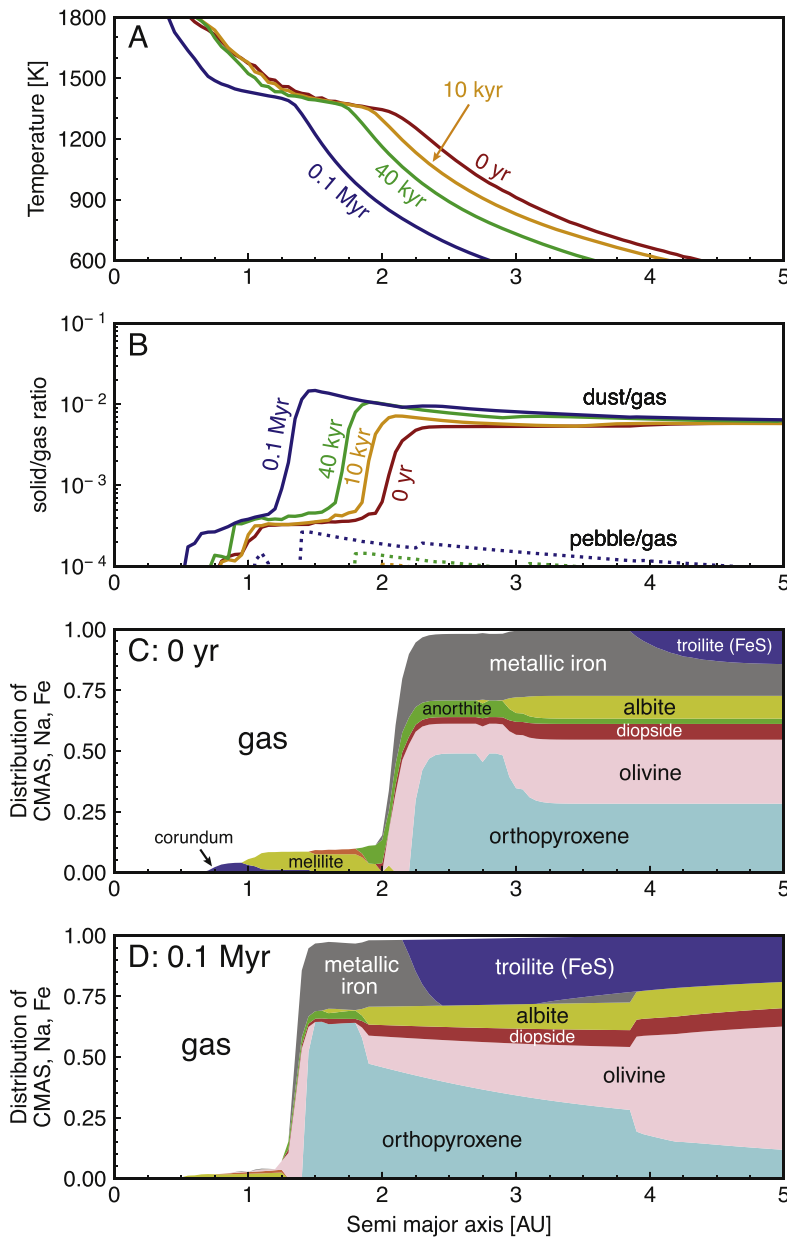 A
Temperature [K]
1800
1500
1200
900
600
10 kyr
0 yr
40 kyr
0.1 Myr
0 1 2 3 4 5
B
solid/gas ratio
10−1
10−2
10−3
10−4
dust/gas
0.1 Myr
40 kyr
10 kyr
0 yr
pebble/gas
0 1 2 3 4 5
C: 0 yr
Distribution of
CMAS, Na, Fe
1.00
0.75
0.50
0.25
0.00
troilite (FeS)
metallic iron
anorthite
albite
diopside
gas
olivine
corundum
melilite
orthopyroxene
0 1 2 3 4 5
D: 0.1 Myr
Distribution of
CMAS, Na, Fe
1.00
0.75
0.50
0.25
0.00
metallic
iron
troilite (FeS)
albite
diopside
gas
olivine
orthopyroxene
0 1 2 3 4 5
Semi major axis [AU]